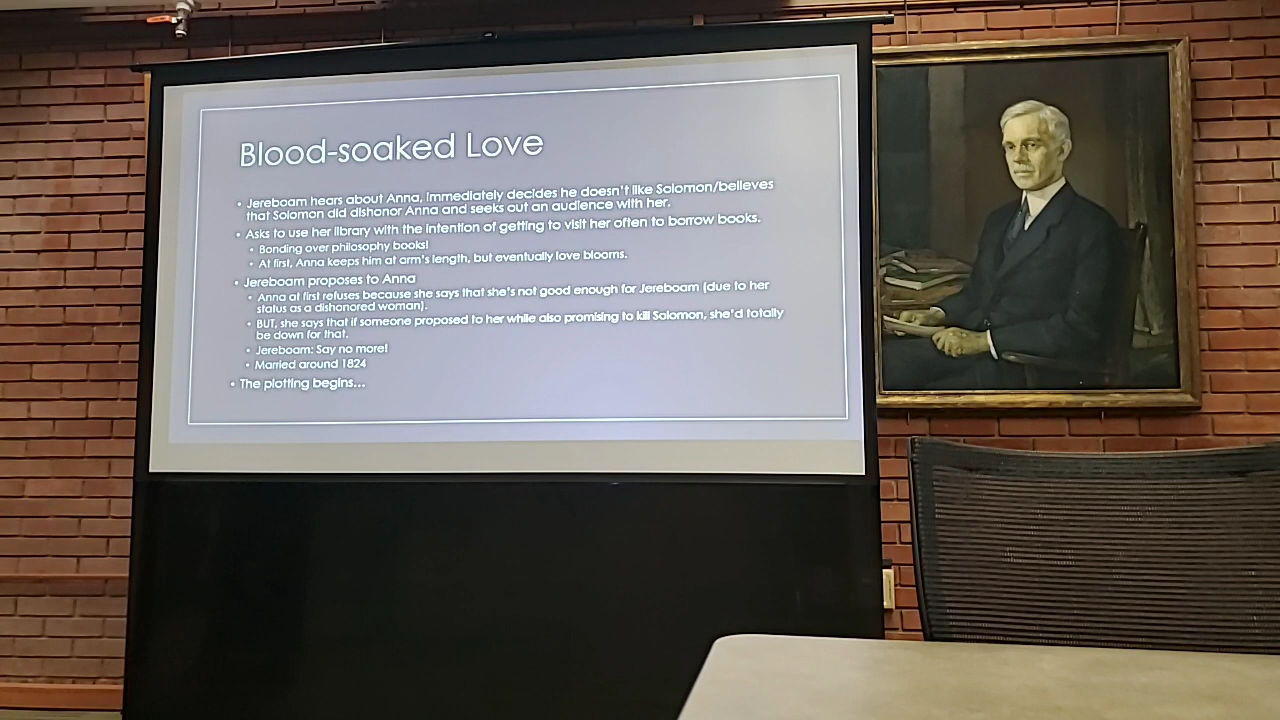 Blood-soaked Love
• Jereboam hears about Anna, immediately decides he doesn't like Solomon/believes
that Solomon did dishonor Anna and seeks out an audience with her.
• Asks to use her library with the intention of getting to visit her often to borrow books.
• Bonding over philosophy books!
• At first, Anna keeps him at arm's length, but eventually love blooms.
• Jereboam proposes to Anna
• Anna at first refuses because she says that she's not good enough for Jereboam (due to her
status as a dishonored woman).
• BUT, she says that if someone proposed to her while also promising to kill Solomon, she'd totally
be down for that.
• Jereboam: Say no more!
• Married around 1824
• The plotting begins...